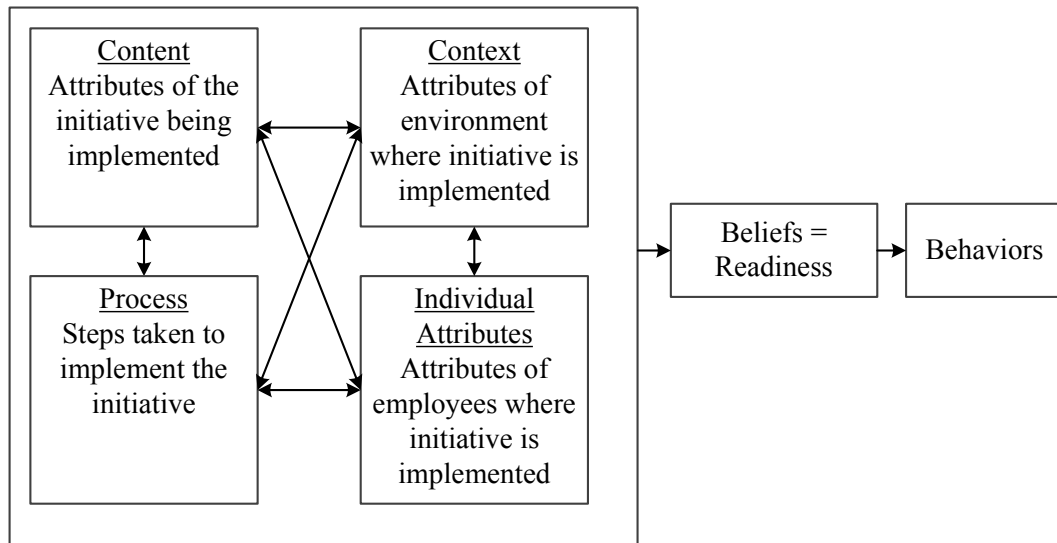 Content
Attributes of the
initiative being
implemented
Context
Attributes of
environment
where initiative is
implemented
Process
Steps taken to
implement the
initiative
Individual
Attributes
Attributes of
employees where
initiative is
implemented
Beliefs =
Readiness
Behaviors